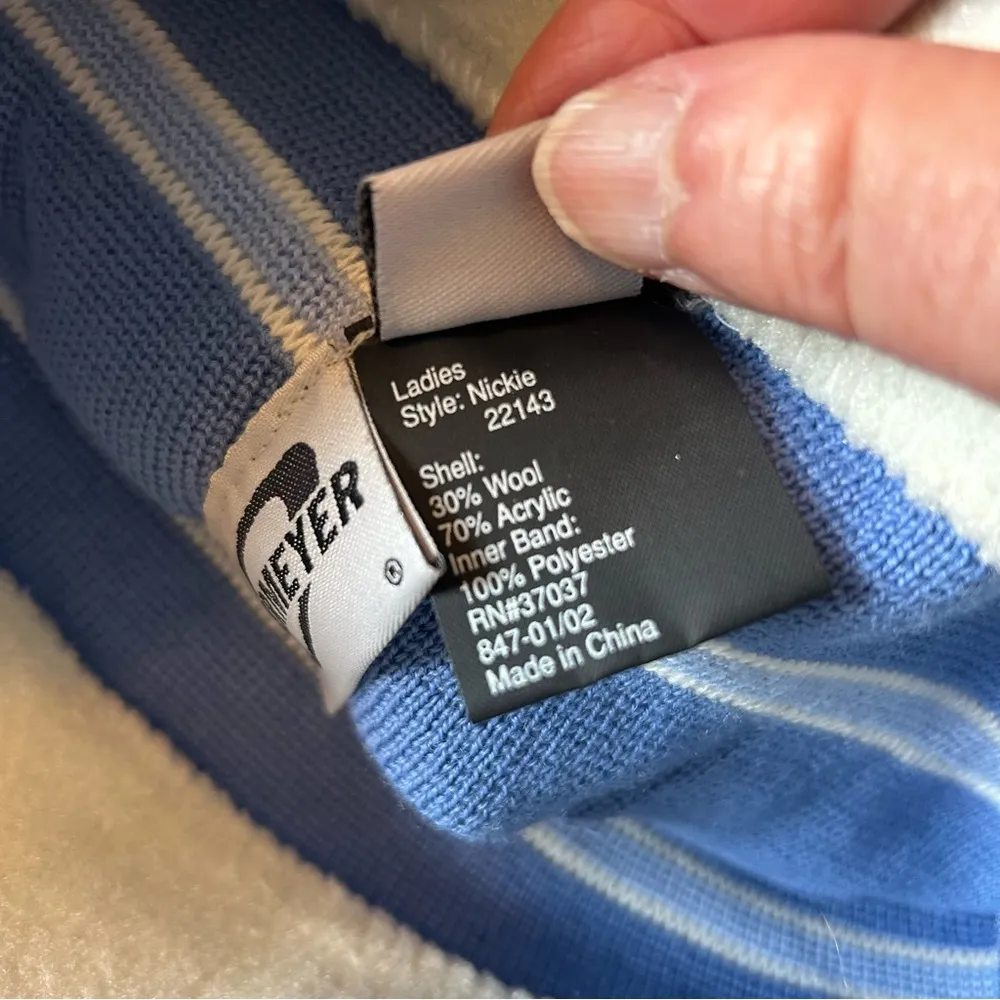 Ladies
Style: Nickie
22143
Shell:
30% Wool
70% Acrylic
Inner Band:
100% Polyester
RN#37037
847-01/02
Made in China
MEYER
®